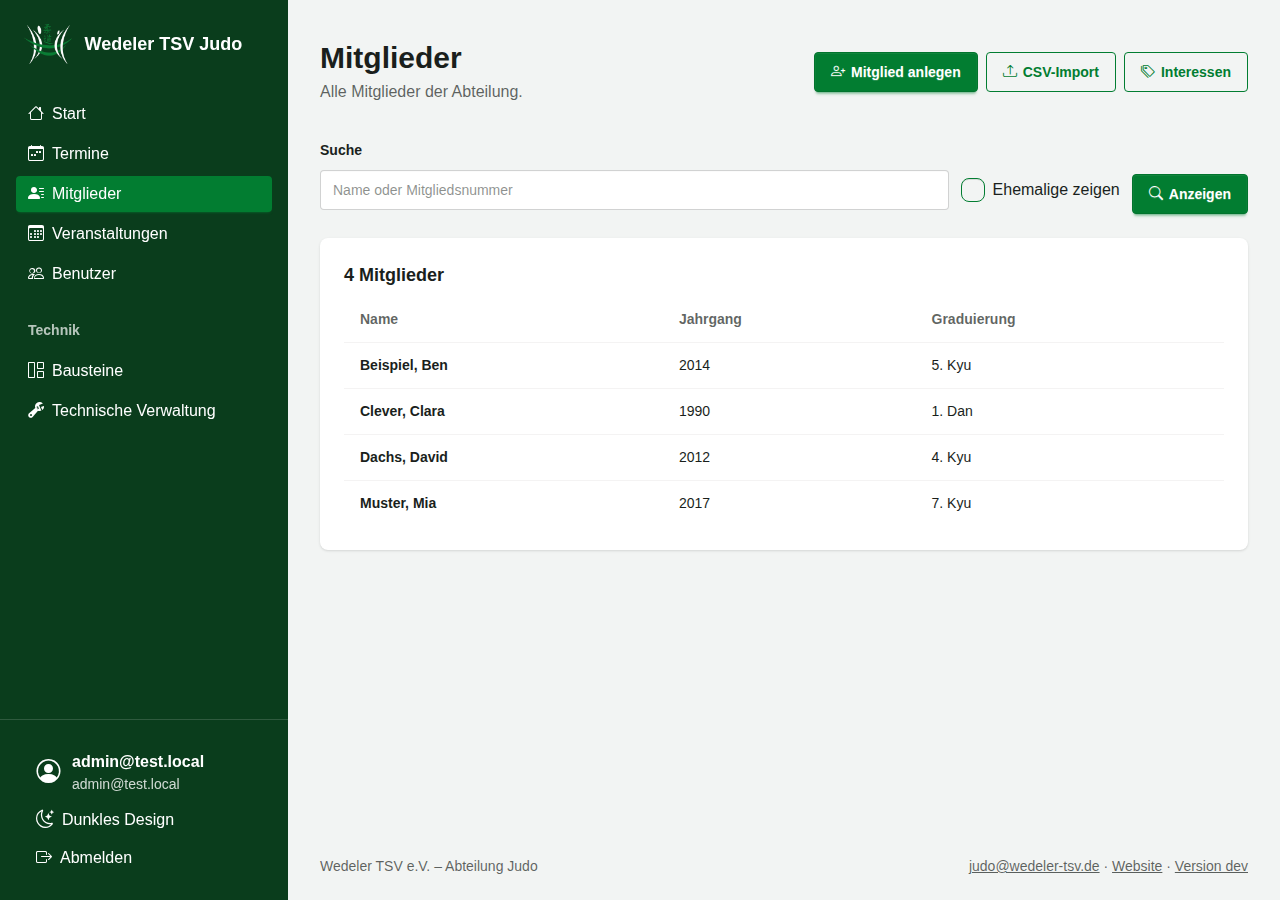 Wedeler TSV Judo
Start
Termine
Mitglieder
Veranstaltungen
Benutzer
Technik
Bausteine
Technische Verwaltung
admin@test.local
admin@test.local
Dunkles Design
Abmelden
Mitglieder
Alle Mitglieder der Abteilung.
Mitglied anlegen CSV-Import Interessen
Suche
Name oder Mitgliedsnummer Ehemalige zeigen Anzeigen
4 Mitglieder
Name Jahrgang Graduierung
Beispiel, Ben 2014 5. Kyu
Clever, Clara 1990 1. Dan
Dachs, David 2012 4. Kyu
Muster, Mia 2017 7. Kyu
Wedeler TSV e.V. – Abteilung Judo judo@wedeler-tsv.de · Website · Version dev